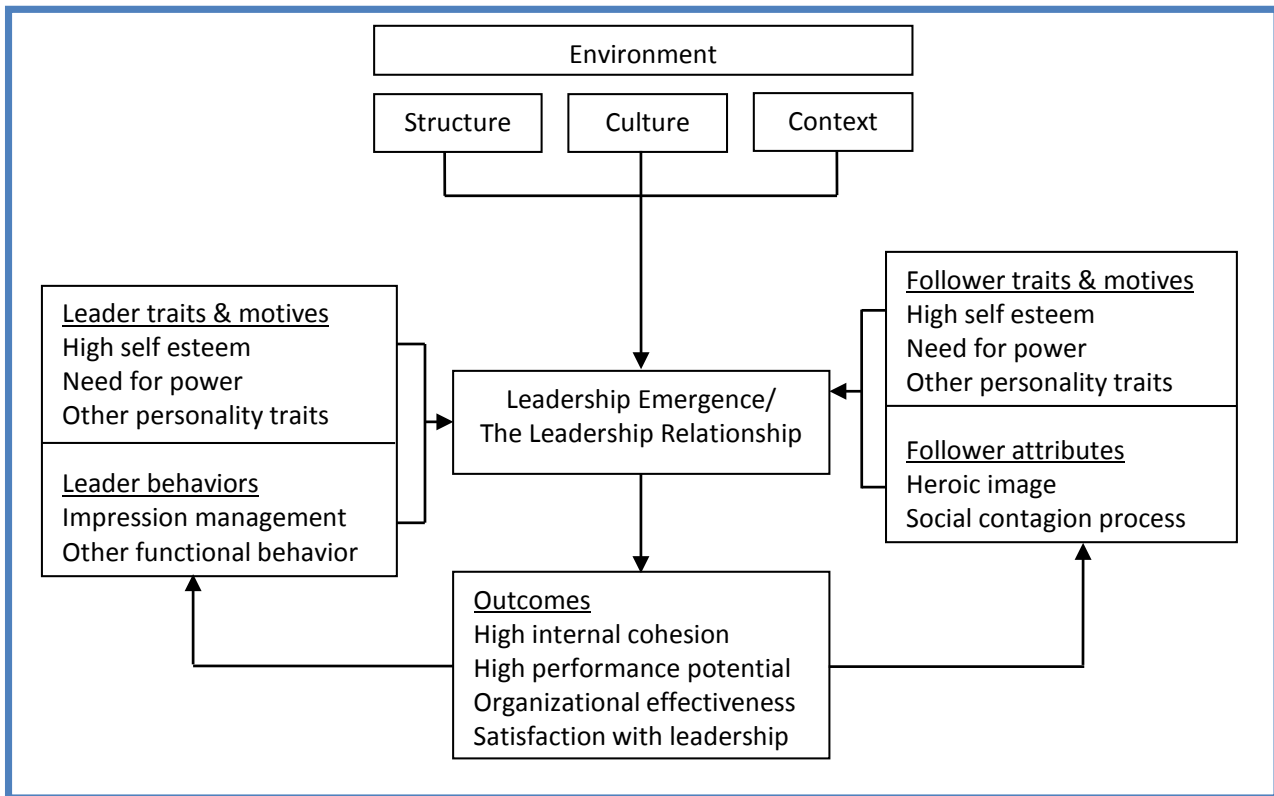 Environment
Structure
Culture
Context
Leader traits & motives
High self esteem
Need for power
Other personality traits
Leader behaviors
Impression management
Other functional behavior
Leadership Emergence/
The Leadership Relationship
Follower traits & motives
High self esteem
Need for power
Other personality traits
Follower attributes
Heroic image
Social contagion process
Outcomes
High internal cohesion
High performance potential
Organizational effectiveness
Satisfaction with leadership